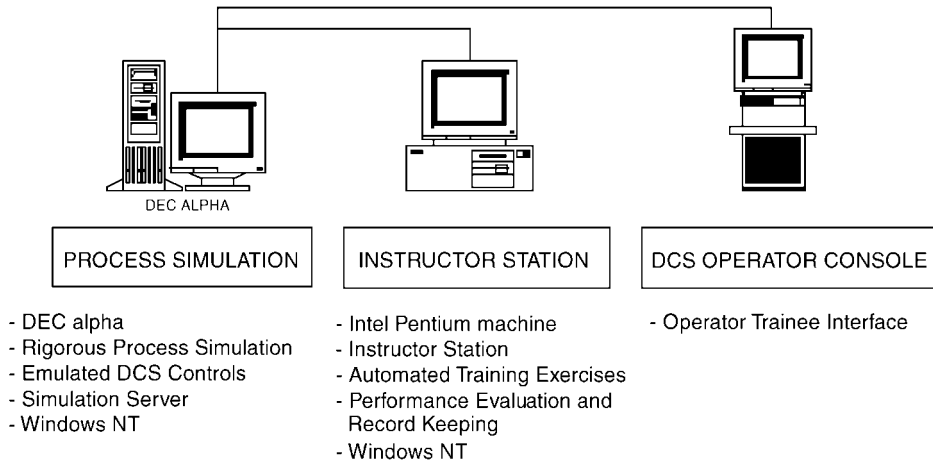 DEC ALPHA
PROCESS SIMULATION
- DEC alpha
- Rigorous Process Simulation
- Emulated DCS Controls
- Simulation Server
- Windows NT
INSTRUCTOR STATION
- Intel Pentium machine
- Instructor Station
- Automated Training Exercises
- Performance Evaluation and
Record Keeping
- Windows NT
DCS OPERATOR CONSOLE
- Operator Trainee Interface